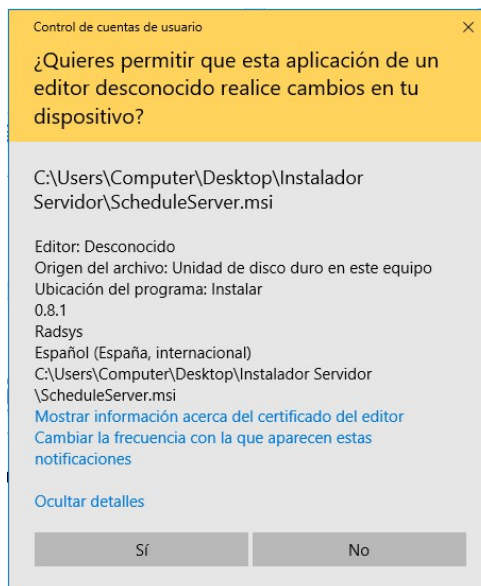 Control de cuentas de usuario
¿Quieres permitir que esta aplicación de un
editor desconocido realice cambios en tu
dispositivo?
C:\Users\Computer\Desktop\Instalador
Servidor\ScheduleServer.msi
Editor: Desconocido
Origen del archivo: Unidad de disco duro en este equipo
Ubicación del programa: Instalar
0.8.1
Radsys
Español (España, internacional)
C:\Users\Computer\Desktop\Instalador Servidor
\ScheduleServer.msi
Mostrar información acerca del certificado del editor
Cambiar la frecuencia con la que aparecen estas
notificaciones
Ocultar detalles
Sí
No